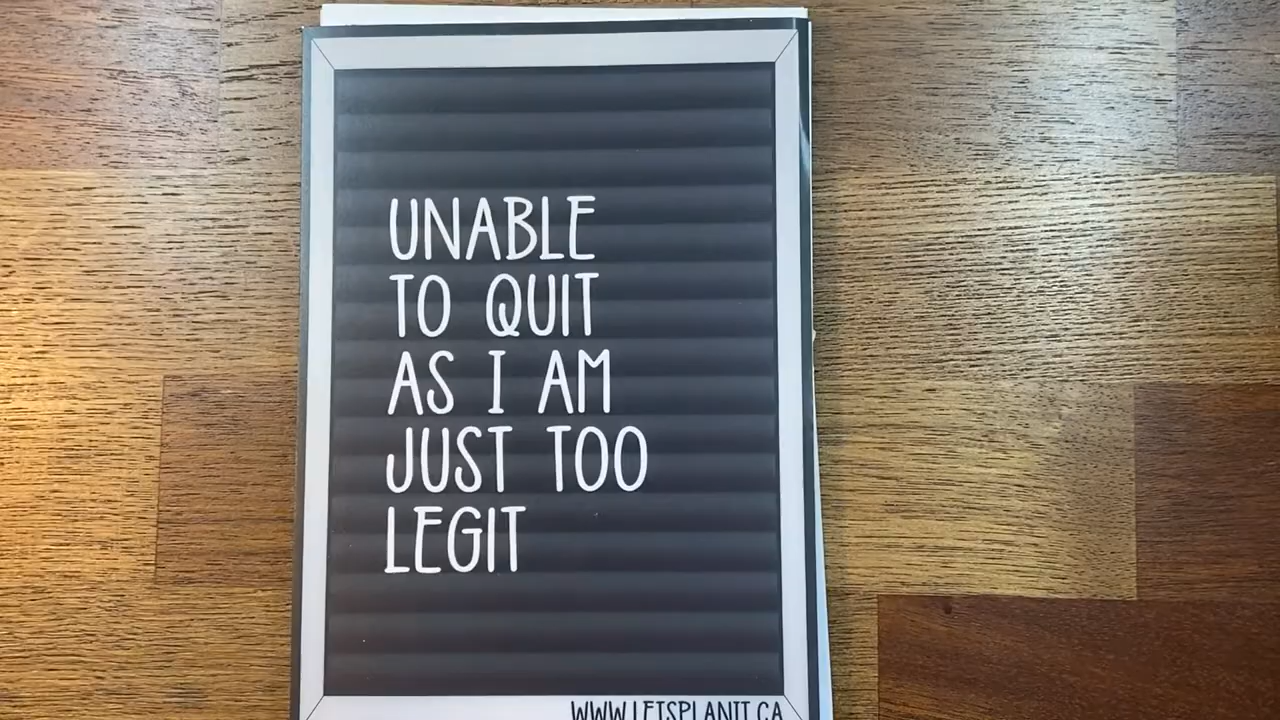 UNABLE
TO QUIT
AS I AM
JUST TOO
LEGIT
WWW.LETSPLANIT.CA